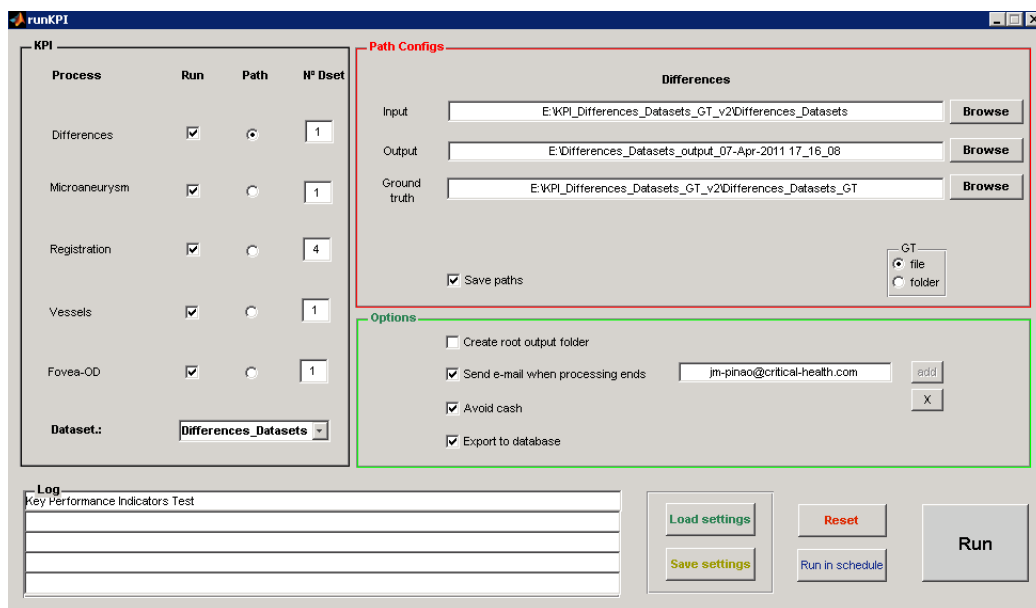 runKPI
KPI
Process Run Path Nº Dset
Differences 1
Microaneurysm 1
Registration 4
Vessels 1
Fovea-OD 1
Dataset.: Differences_Datasets
Path Configs
Differences
Input E:\KPI_Differences_Datasets_GT_v2\Differences_Datasets Browse
Output E:\Differences_Datasets_output_07-Apr-2011 17_16_08 Browse
Ground
truth E:\KPI_Differences_Datasets_GT_v2\Differences_Datasets_GT Browse
GT
file
folder
Save paths
Options
Create root output folder
Send e-mail when processing ends jm-pinao@critical-health.com add
X
Avoid cash
Export to database
Log
Key Performance Indicators Test
Load settings
Save settings
Reset
Run in schedule
Run